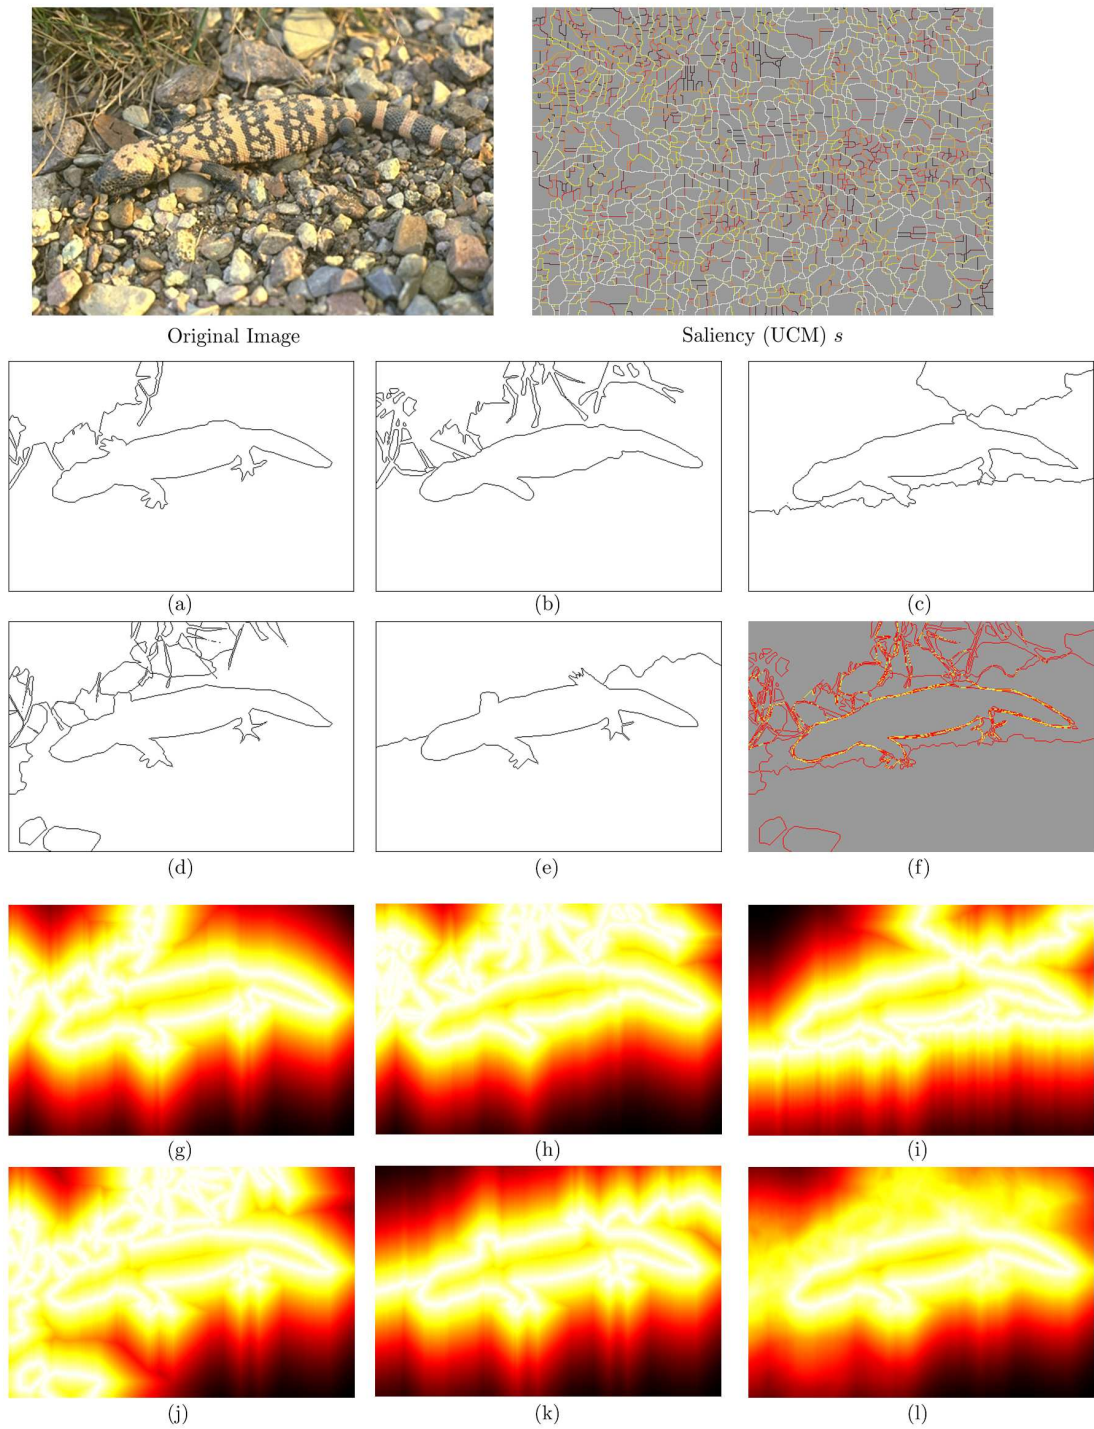 Original Image
Saliency (UCM) s
(a)
(b)
(c)
(d)
(e)
(f)
(g)
(h)
(i)
(j)
(k)
(l)